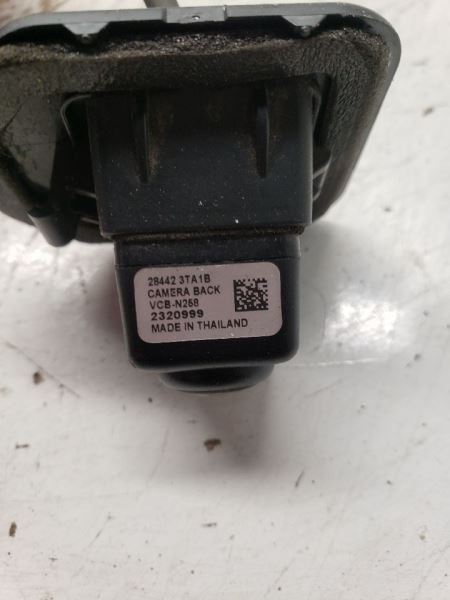 28442 3TA1B
CAMERA BACK
VCB-N258
2320999
MADE IN THAILAND